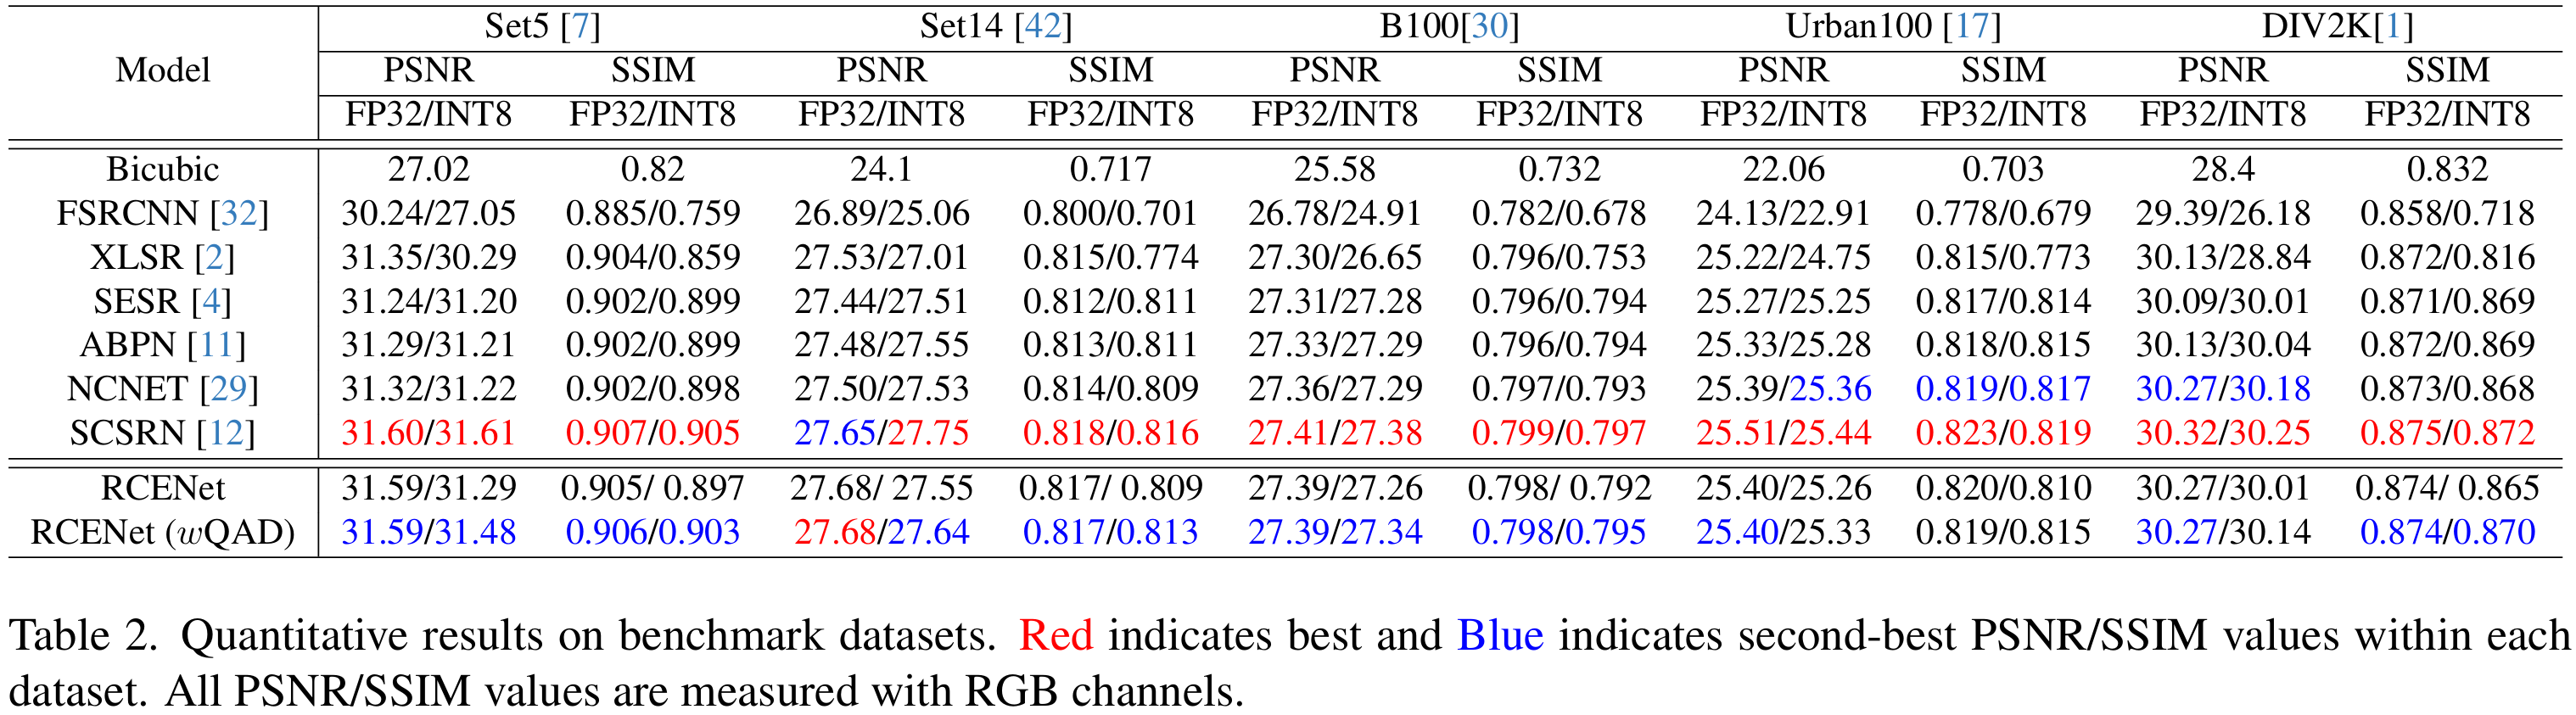 Set5 [7] Set14 [42] B100[30] Urban100 [17] DIV2K[1]
Model PSNR SSIM PSNR SSIM PSNR SSIM PSNR SSIM PSNR SSIM
FP32/INT8 FP32/INT8 FP32/INT8 FP32/INT8 FP32/INT8 FP32/INT8 FP32/INT8 FP32/INT8 FP32/INT8 FP32/INT8
Bicubic 27.02 0.82 24.1 0.717 25.58 0.732 22.06 0.703 28.4 0.832
FSRCNN [32] 30.24/27.05 0.885/0.759 26.89/25.06 0.800/0.701 26.78/24.91 0.782/0.678 24.13/22.91 0.778/0.679 29.39/26.18 0.858/0.718
XLSR [2] 31.35/30.29 0.904/0.859 27.53/27.01 0.815/0.774 27.30/26.65 0.796/0.753 25.22/24.75 0.815/0.773 30.13/28.84 0.872/0.816
SESR [4] 31.24/31.20 0.902/0.899 27.44/27.51 0.812/0.811 27.31/27.28 0.796/0.794 25.27/25.25 0.817/0.814 30.09/30.01 0.871/0.869
ABPN [11] 31.29/31.21 0.902/0.899 27.48/27.55 0.813/0.811 27.33/27.29 0.796/0.794 25.33/25.28 0.818/0.815 30.13/30.04 0.872/0.869
NCNET [29] 31.32/31.22 0.902/0.898 27.50/27.53 0.814/0.809 27.36/27.29 0.797/0.793 25.39/25.36 0.819/0.817 30.27/30.18 0.873/0.868
SCSRN [12] 31.60/31.61 0.907/0.905 27.65/27.75 0.818/0.816 27.41/27.38 0.799/0.797 25.51/25.44 0.823/0.819 30.32/30.25 0.875/0.872
RCENet 31.59/31.29 0.905/ 0.897 27.68/ 27.55 0.817/ 0.809 27.39/27.26 0.798/ 0.792 25.40/25.26 0.820/0.810 30.27/30.01 0.874/ 0.865
RCENet (wQAD) 31.59/31.48 0.906/0.903 27.68/27.64 0.817/0.813 27.39/27.34 0.798/0.795 25.40/25.33 0.819/0.815 30.27/30.14 0.874/0.870
Table 2. Quantitative results on benchmark datasets. Red indicates best and Blue indicates second-best PSNR/SSIM values within each
dataset. All PSNR/SSIM values are measured with RGB channels.